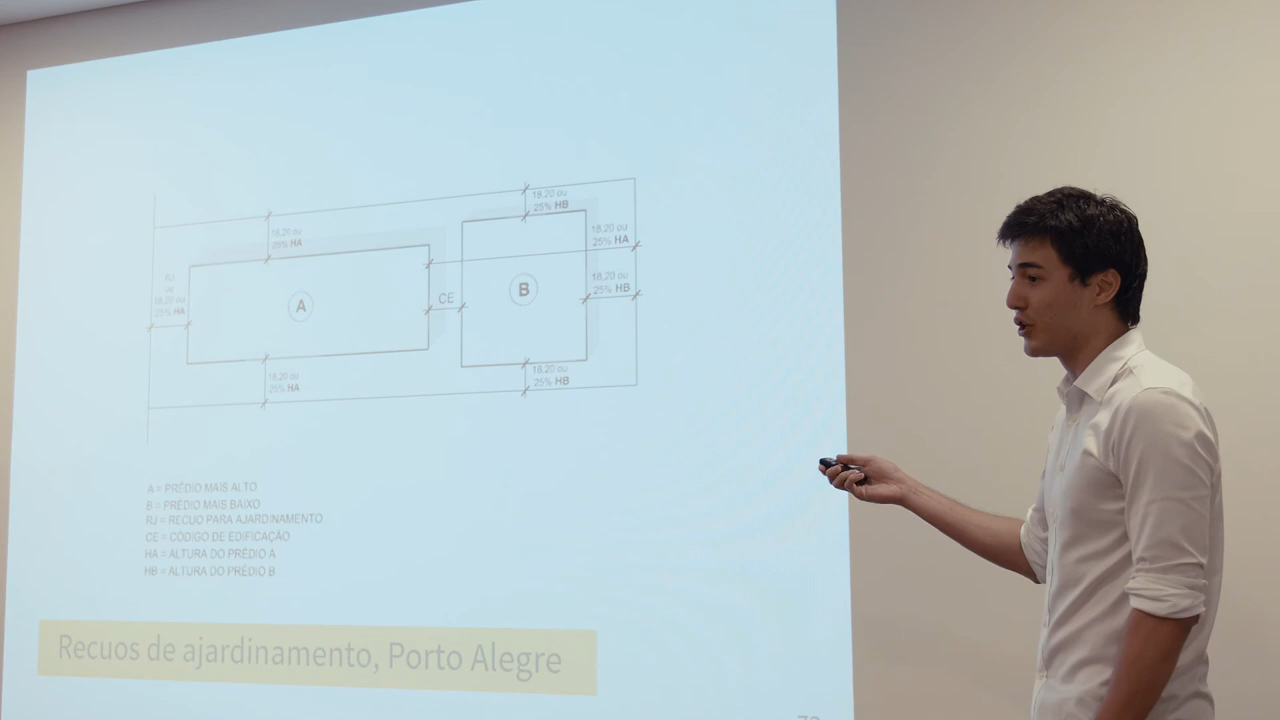 18,20 ou
25% HB
18,20 ou
25% HA
18,20 ou
25% HA
RJ
ou
18,20 ou
25% HA
A
CE
B
18,20 ou
25% HB
18,20 ou
25% HA
18,20 ou
25% HB
A = PRÉDIO MAIS ALTO
B = PRÉDIO MAIS BAIXO
RJ = RECUO PARA AJARDINAMENTO
CE = CÓDIGO DE EDIFICAÇÃO
HA = ALTURA DO PRÉDIO A
HB = ALTURA DO PRÉDIO B
Recuos de ajardinamento, Porto Alegre